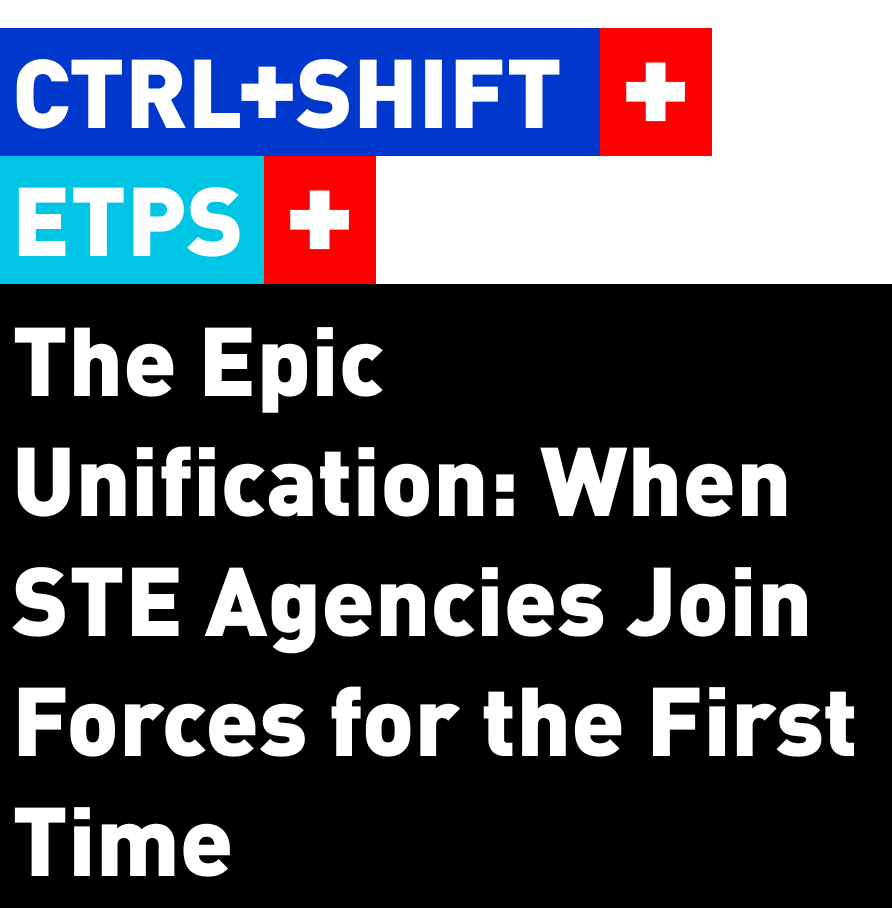 CTRL+SHIFT +
ETPS +
The Epic
Unification: When
STE Agencies Join
Forces for the First
Time